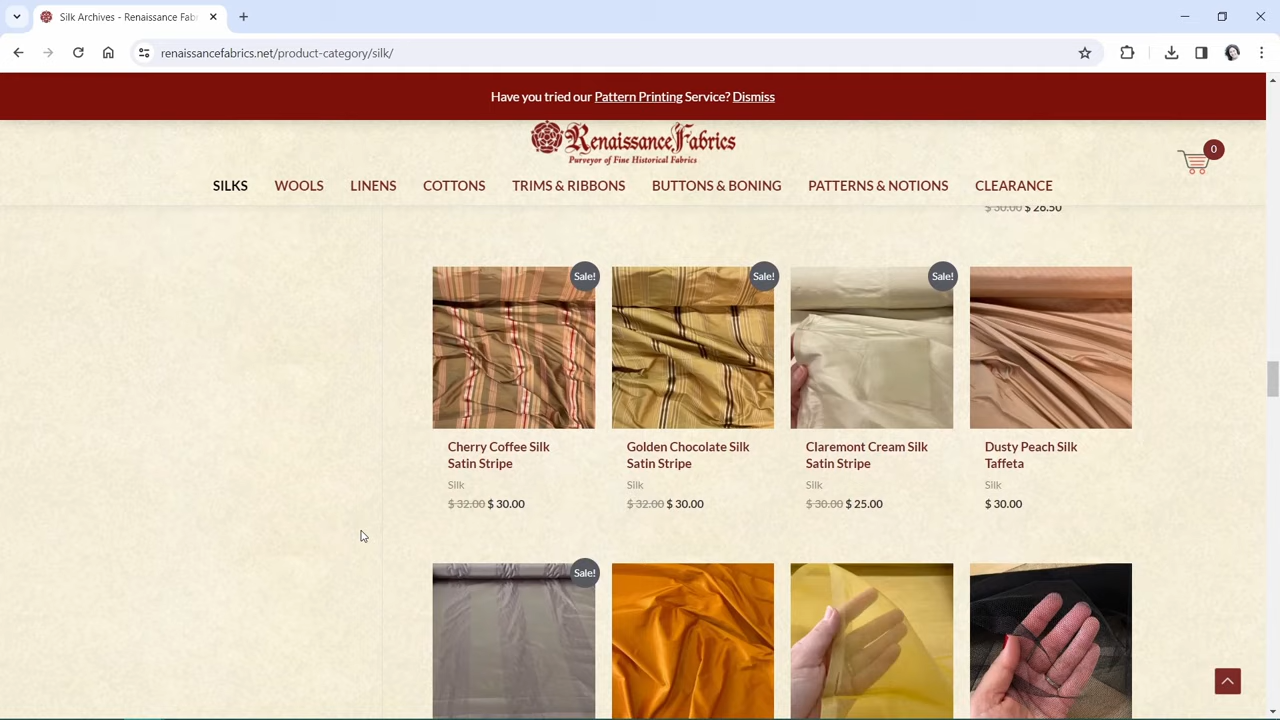 Silk Archives - Renaissance Fab
renaissancefabrics.net/product-category/silk/
Have you tried our Pattern Printing Service? Dismiss
Renaissance Fabrics
Purveyor of Fine Historical Fabrics
0
SILKS WOOLS LINENS COTTONS TRIMS & RIBBONS BUTTONS & BONING PATTERNS & NOTIONS CLEARANCE
$ 30.00 $ 26.50
Sale! Sale! Sale!
Cherry Coffee Silk
Satin Stripe
Silk
$ 32.00 $ 30.00
Golden Chocolate Silk
Satin Stripe
Silk
$ 32.00 $ 30.00
Claremont Cream Silk
Satin Stripe
Silk
$ 30.00 $ 25.00
Dusty Peach Silk
Taffeta
Silk
$ 30.00
Sale!